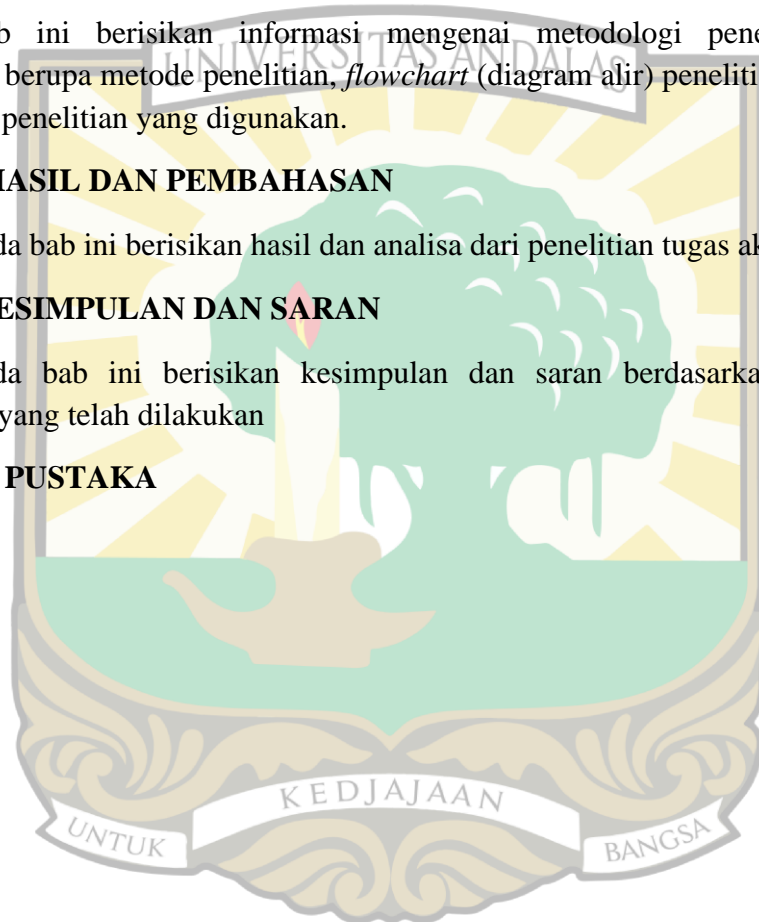 b ini berisikan informasi mengenai metodologi pene
UNIVERSITAS ANDALAS
berupa metode penelitian, flowchart (diagram alir) peneliti
penelitian yang digunakan.
HASIL DAN PEMBAHASAN
da bab ini berisikan hasil dan analisa dari penelitian tugas ak
ESIMPULAN DAN SARAN
da bab ini berisikan kesimpulan dan saran berdasarka
yang telah dilakukan
PUSTAKA
KEDJAJAAN
UNTUK
BANGSA